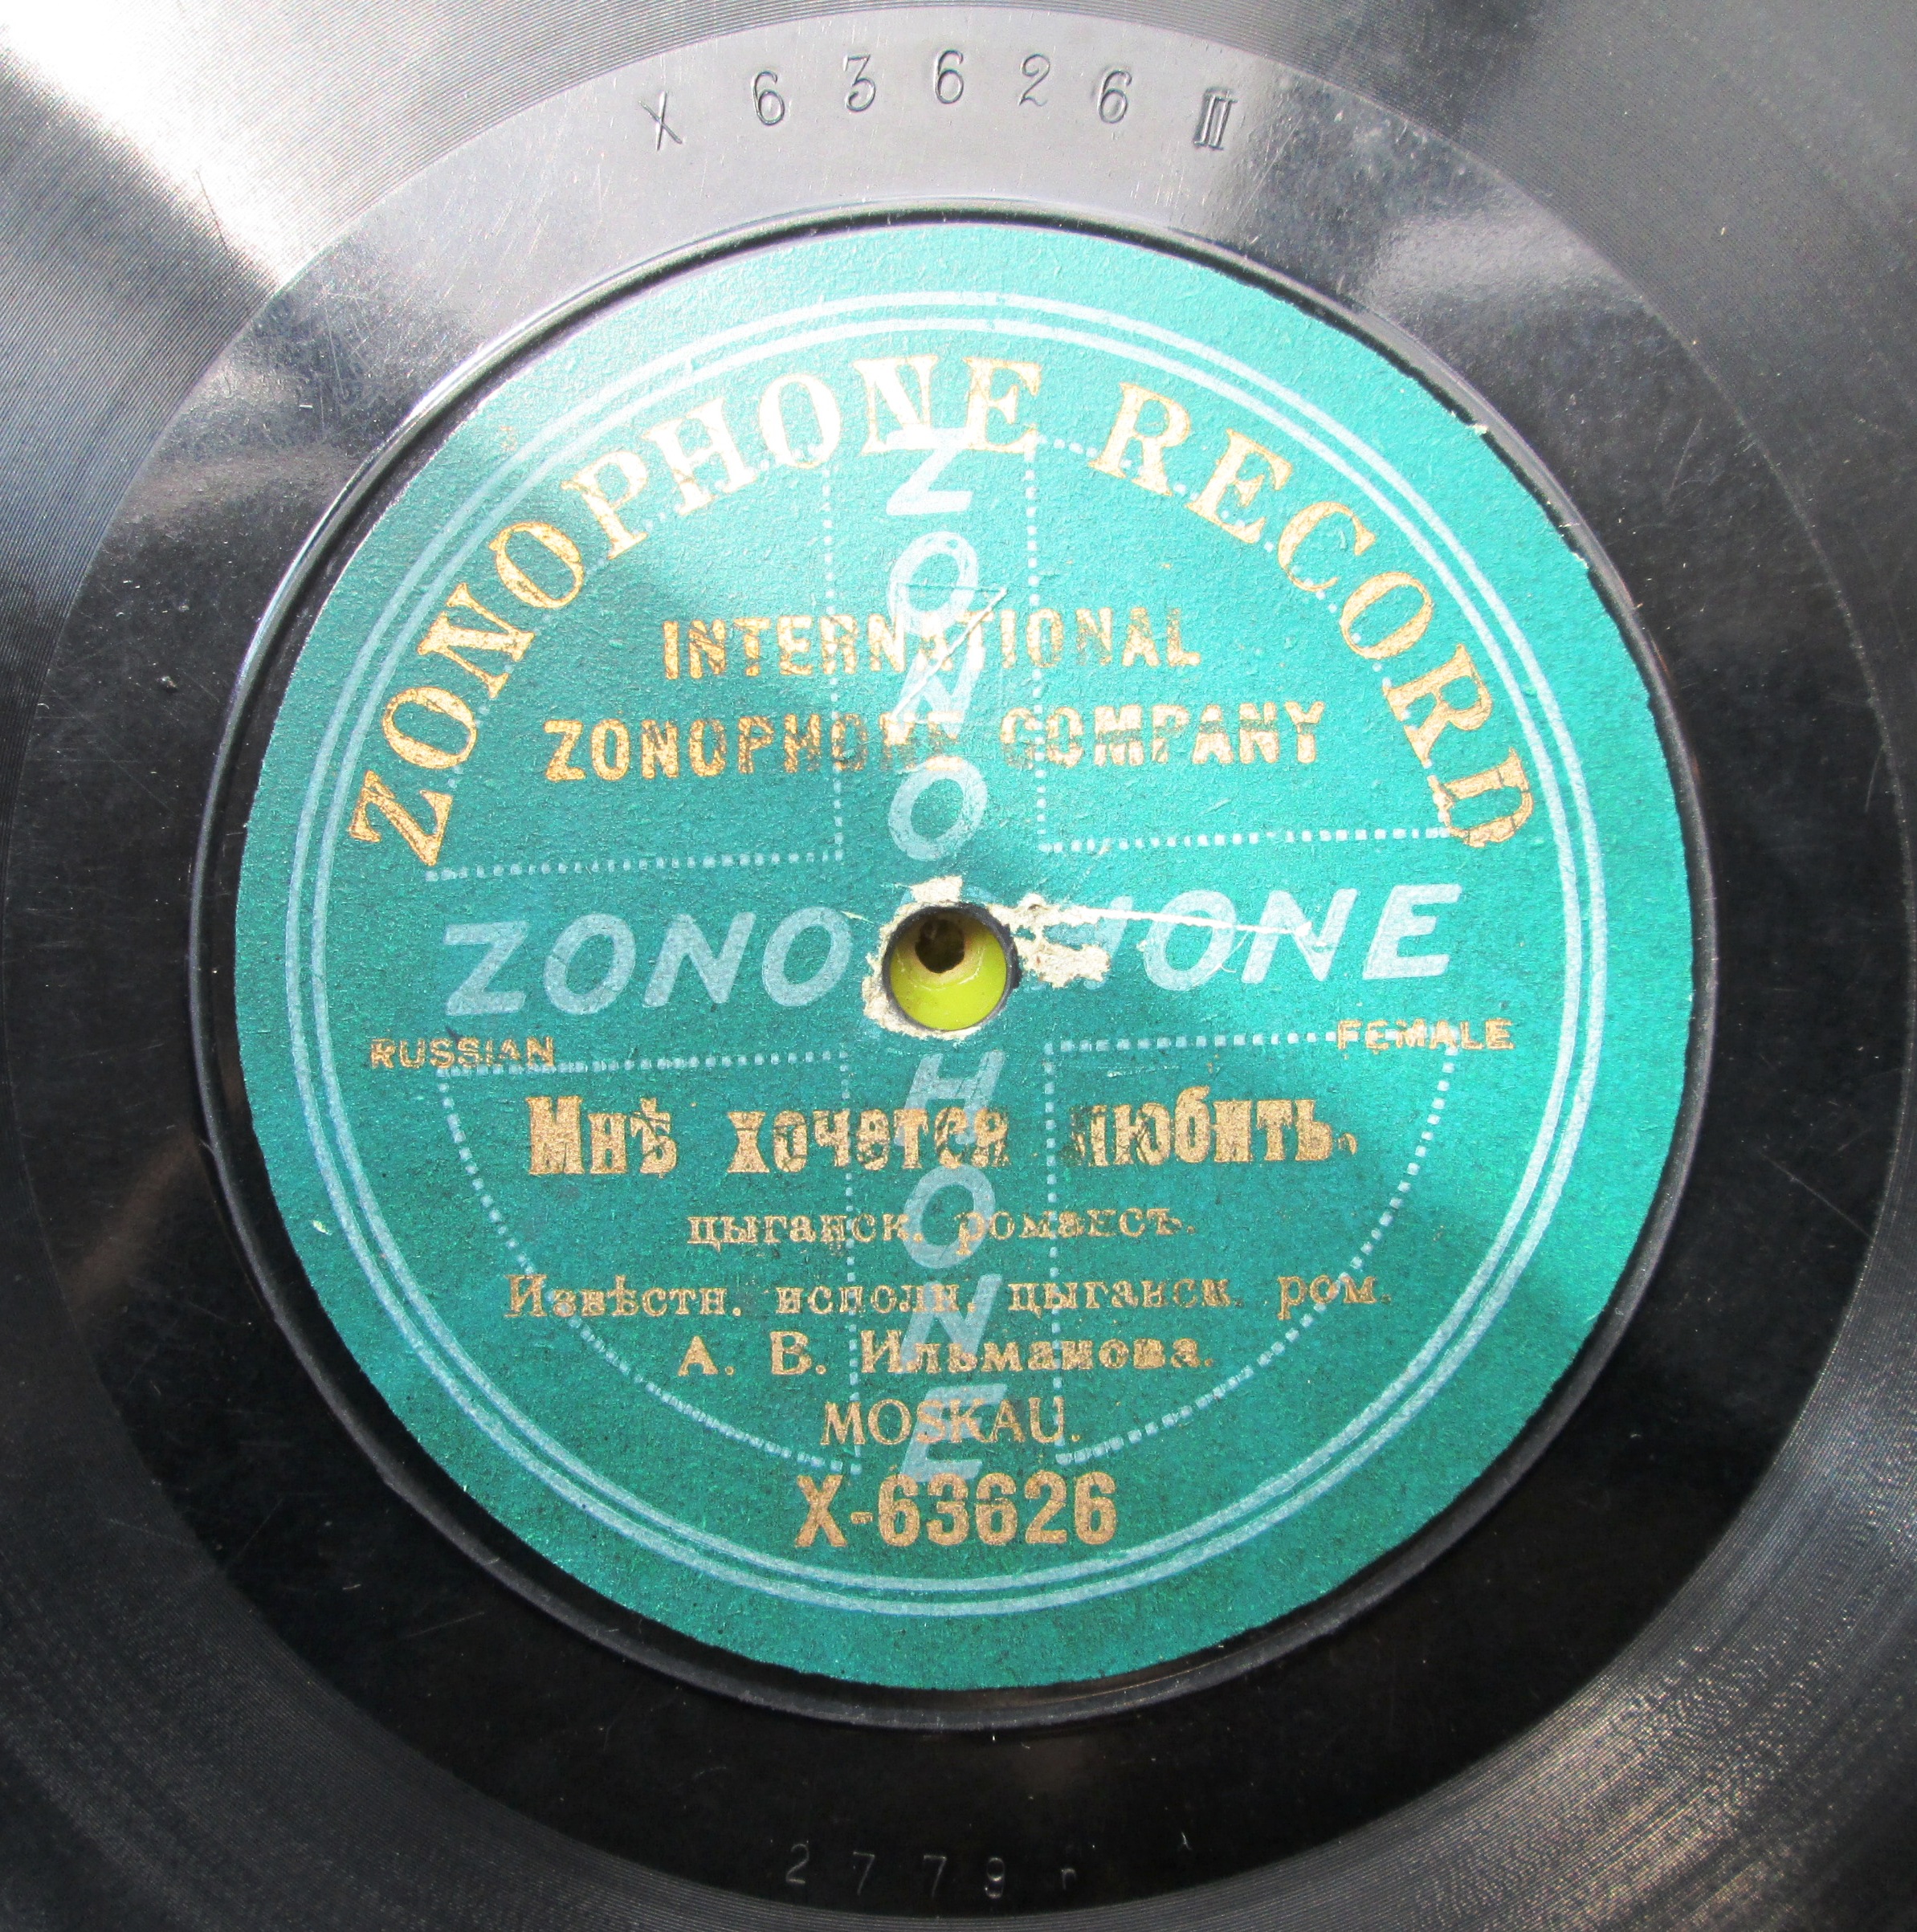 X 63626 II
ZONOPHONE RECORD
INTERNATIONAL
ZONOPHONE COMPANY
ZONOPHONE
ZONOPHONE
RUSSIAN
FEMALE
Мнѣ хочется любить,
цыганск. романсъ.
Извѣстн. исполн. цыганск. ром.
А. В. Ильманова.
MOSKAU.
X-63626
2779 r